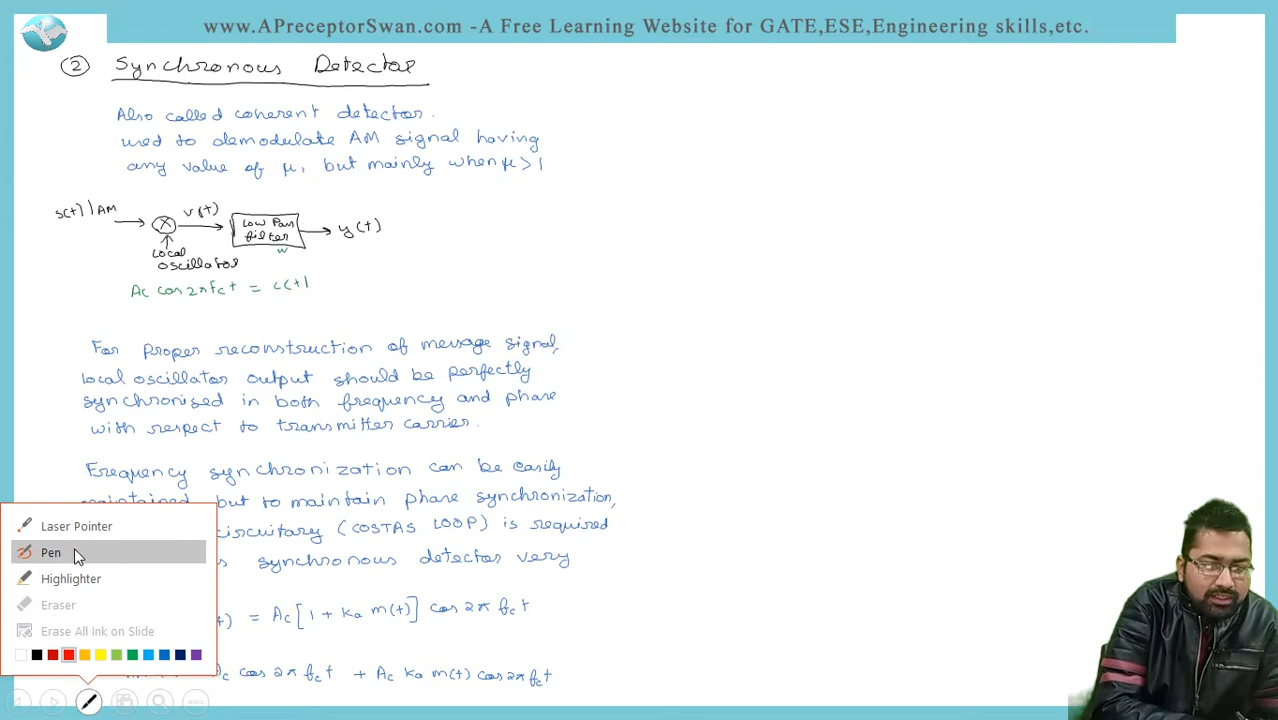 www.APreceptorSwan.com -A Free Learning Website for GATE,ESE,Engineering skills,etc.
② Synchronous Detector
Also called coherent detector.
used to demodulate AM signal having
any value of μ, but mainly when μ > 1
s(t))AM
v(t)
Low Pass
filter
y(t)
Local
oscillator
Ac cos 2π fc t = c(t)
For proper reconstruction of message signal,
local oscillator output should be perfectly
synchronised in both frequency and phase
with respect to transmitter carrier.
Frequency synchronization can be easily
but to maintain phase synchronization,
circuitary (COSTAS LOOP) is required
synchronous detector very
= Ac[1 + ka m(t)] cos 2π fc t
cos 2π fc t + Ac ka m(t) cos 2π fc t
Laser Pointer
Pen
Highlighter
Eraser
Erase All Ink on Slide